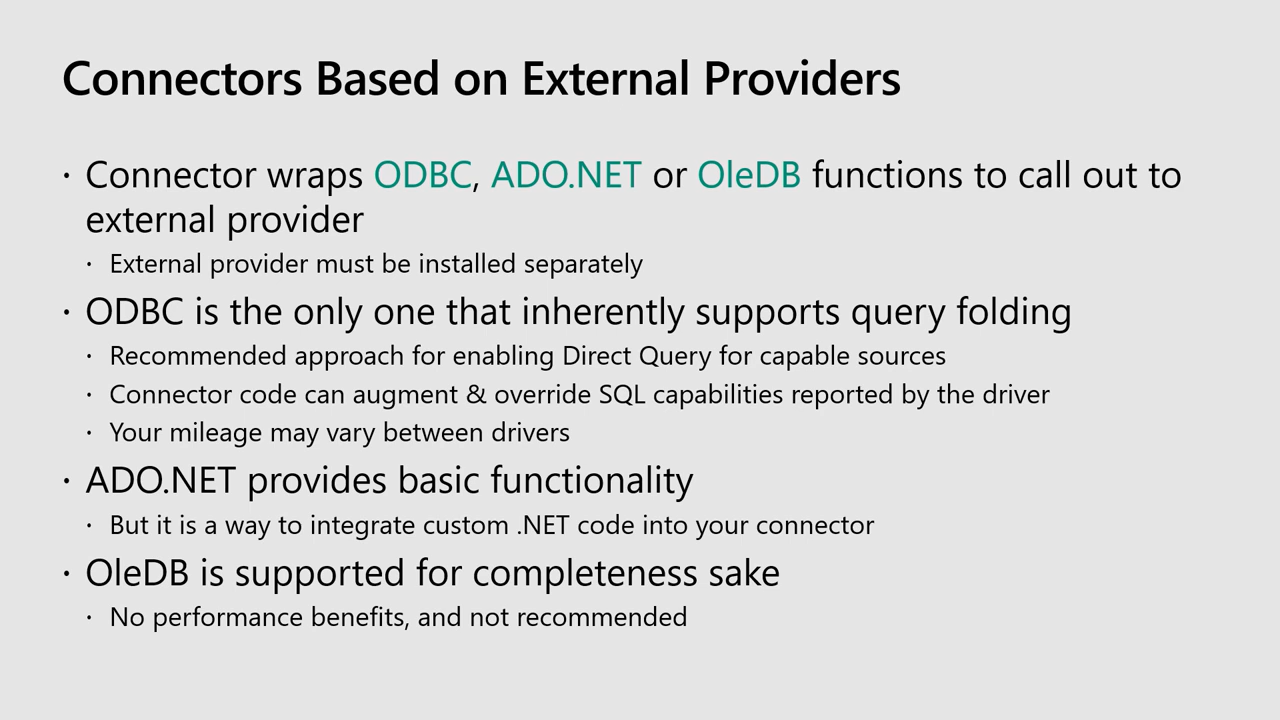 Connectors Based on External Providers
· Connector wraps ODBC, ADO.NET or OleDB functions to call out to
external provider
· External provider must be installed separately
· ODBC is the only one that inherently supports query folding
· Recommended approach for enabling Direct Query for capable sources
· Connector code can augment & override SQL capabilities reported by the driver
· Your mileage may vary between drivers
· ADO.NET provides basic functionality
· But it is a way to integrate custom .NET code into your connector
· OleDB is supported for completeness sake
· No performance benefits, and not recommended